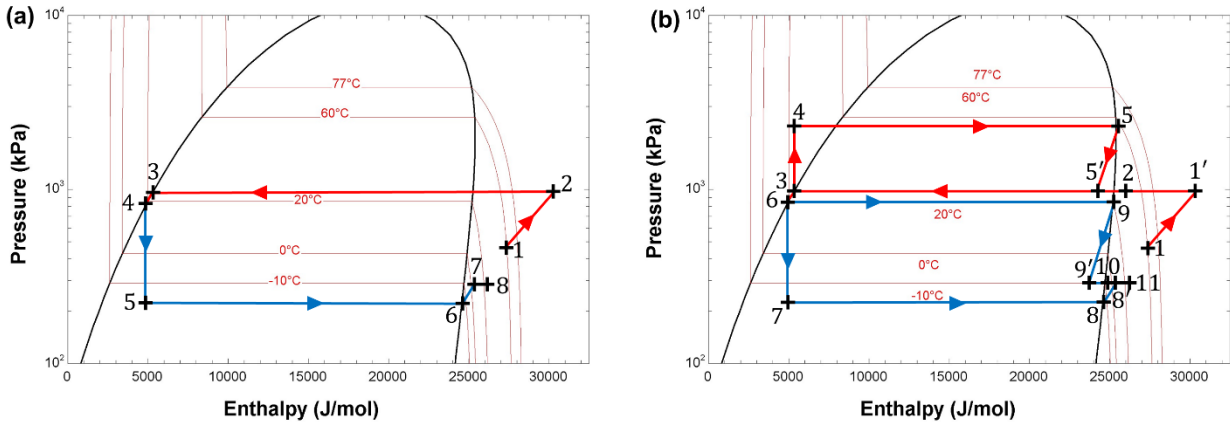 (a)
Pressure (kPa)
10⁴
10³
10²
77°C
60°C
20°C
0°C
-10°C
3
4
2
1
7
8
5
6
0
5000
10000
15000
20000
25000
30000
Enthalpy (J/mol)
(b)
Pressure (kPa)
10⁴
10³
10²
77°C
60°C
20°C
0°C
-10°C
4
5
3
5′
2
1′
6
9
1
9′
10
7
8
8′
11
0
5000
10000
15000
20000
25000
30000
Enthalpy (J/mol)